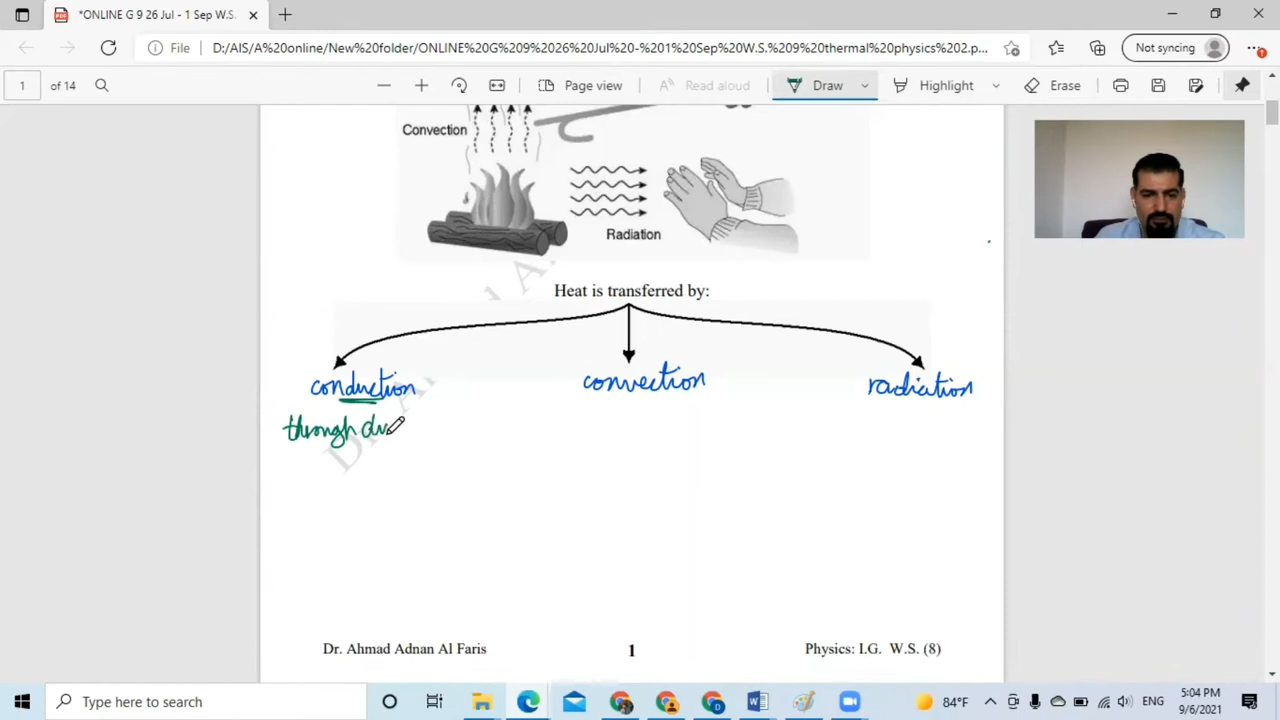 *ONLINE G 9 26 Jul - 1 Sep W.S.
File
D:/AIS/A%20online/New%20folder/ONLINE%20G%209%2026%20Jul%20-%201%20Sep%20W.S.%209%20thermal%20physics%202.p...
Not syncing
1 of 14
Page view
Read aloud
Draw
Highlight
Erase
Convection
Radiation
Heat is transferred by:
conduction convection radiation
through
Dr. Ahmad Adnan Al Faris 1 Physics: I.G. W.S. (8)
Type here to search
84°F
ENG
5:04 PM
9/6/2021